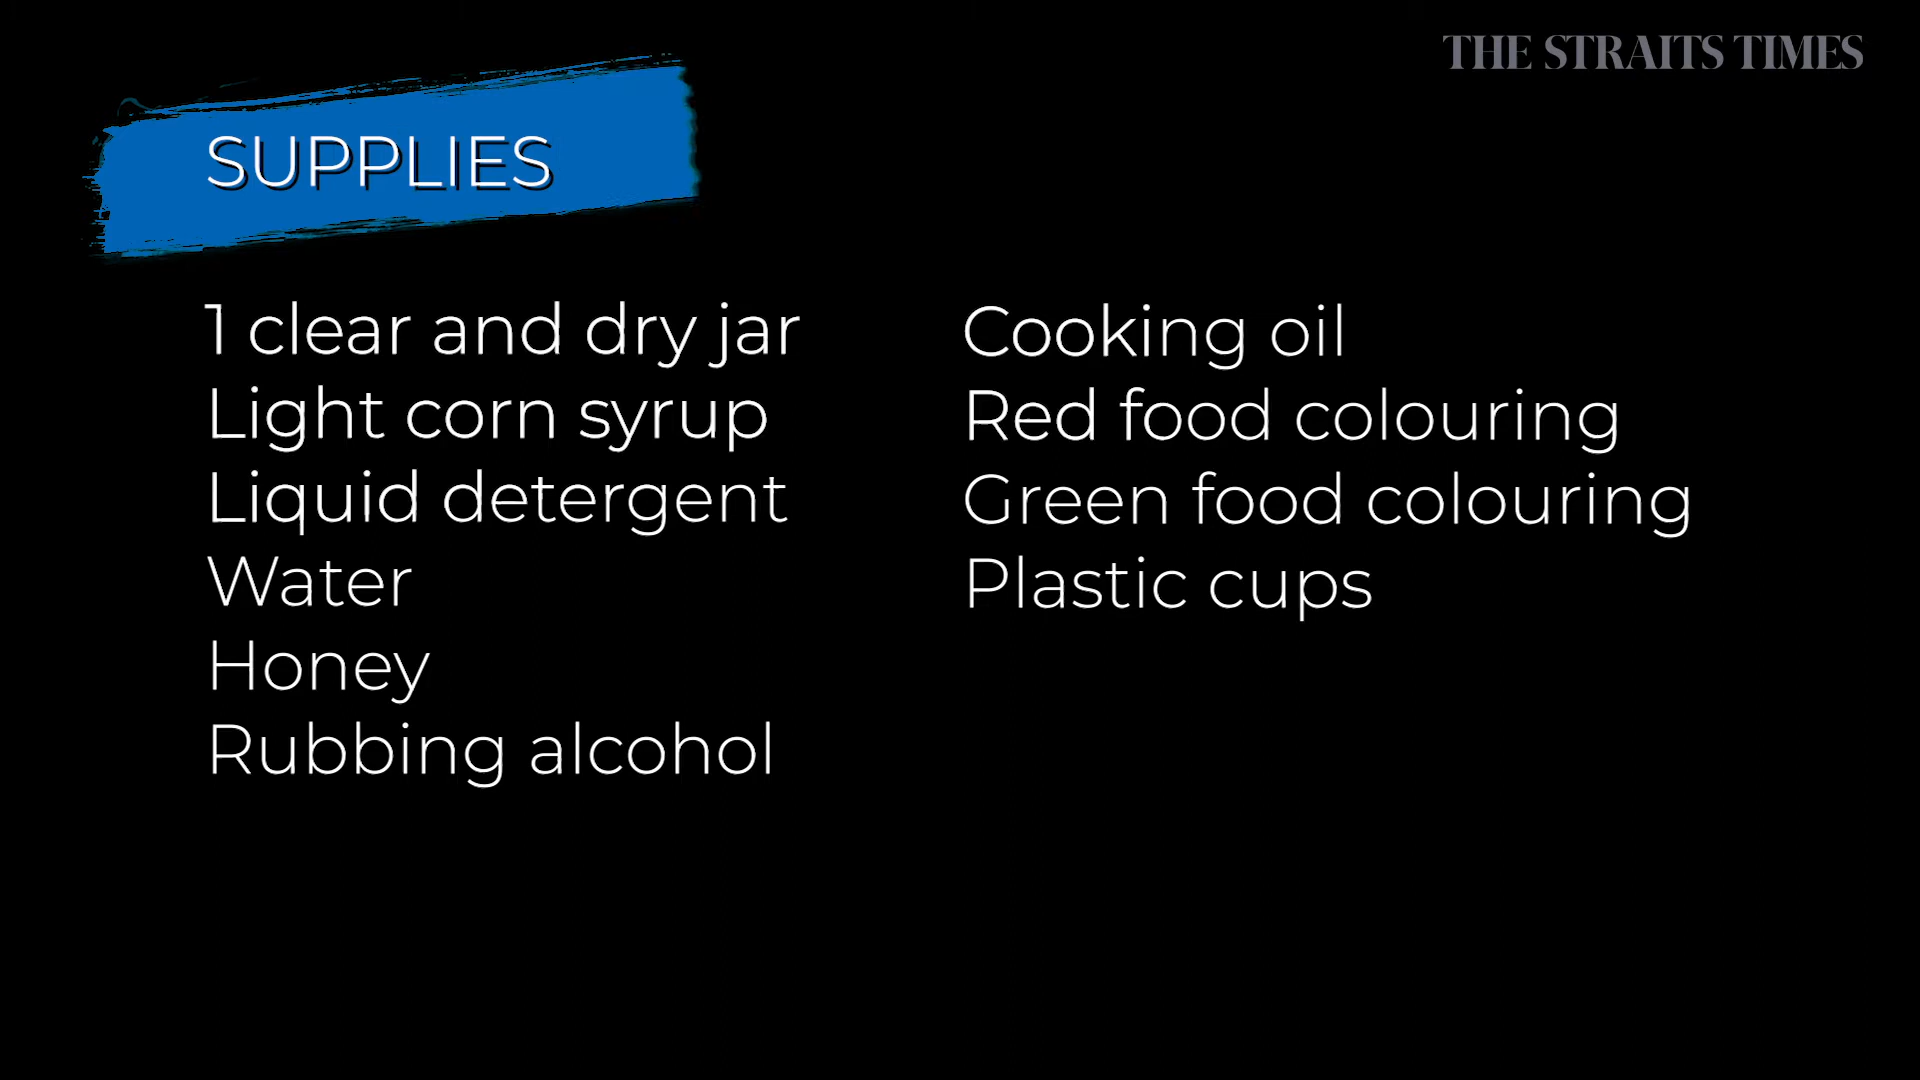 THE STRAITS TIMES
SUPPLIES
1 clear and dry jar
Light corn syrup
Liquid detergent
Water
Honey
Rubbing alcohol
Cooking oil
Red food colouring
Green food colouring
Plastic cups